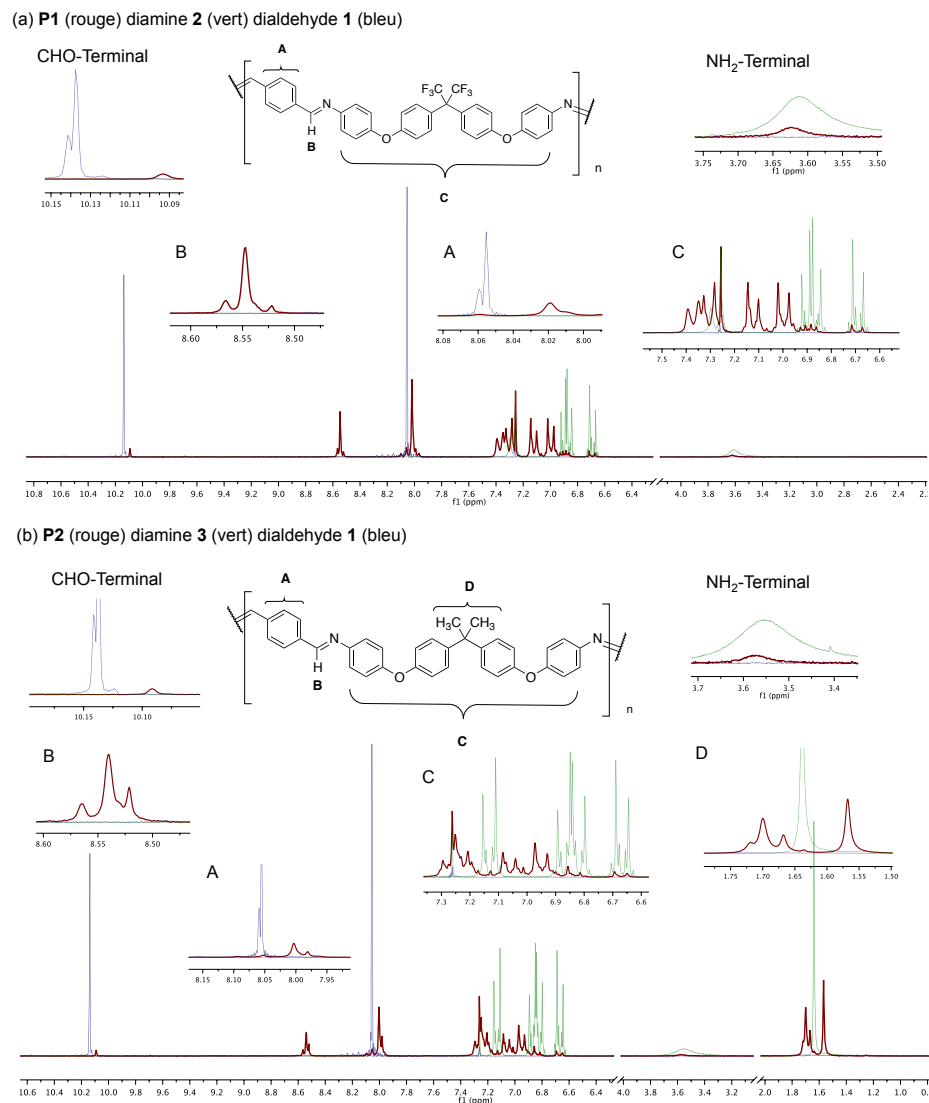 (a) P1 (rouge) diamine 2 (vert) dialdehyde 1 (bleu)
CHO-Terminal
A
N
H
B
O
F₃C CF₃
O
N
n
C
NH₂-Terminal
10.15 10.13 10.11 10.09
3.75 3.70 3.65 3.60 3.55 3.50
f1 (ppm)
B
8.60 8.55 8.50
A
8.08 8.06 8.04 8.02 8.00
C
7.5 7.4 7.3 7.2 7.1 7.0 6.9 6.8 6.7 6.6
10.8 10.6 10.4 10.2 10.0 9.8 9.6 9.4 9.2 9.0 8.8 8.6 8.4 8.2 8.0 7.8 7.6 7.4 7.2 7.0 6.8 6.6 6.4 4.0 3.8 3.6 3.4 3.2 3.0 2.8 2.6 2.4 2.2
f1 (ppm)
(b) P2 (rouge) diamine 3 (vert) dialdehyde 1 (bleu)
CHO-Terminal
A
D
N
H
B
O
H₃C CH₃
O
N
n
C
NH₂-Terminal
10.15 10.10
3.7 3.6 3.5 3.4
f1 (ppm)
B
8.60 8.55 8.50
A
8.15 8.10 8.05 8.00 7.95
C
7.3 7.2 7.1 7.0 6.9 6.8 6.7 6.6
D
1.75 1.70 1.65 1.60 1.55 1.50
10.6 10.4 10.2 10.0 9.8 9.6 9.4 9.2 9.0 8.8 8.6 8.4 8.2 8.0 7.8 7.6 7.4 7.2 7.0 6.8 6.6 6.4 4.0 3.8 3.6 3.4 3.2 2.0 1.8 1.6 1.4 1.2 1.0 0.8
f1 (ppm)